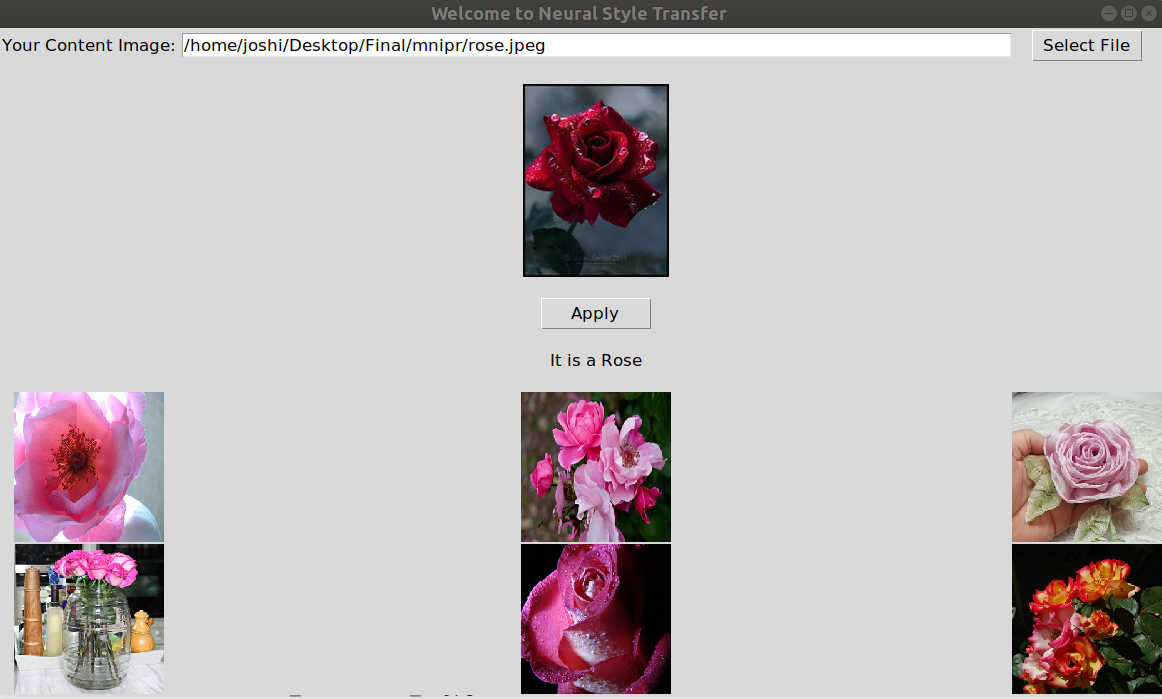 Welcome to Neural Style Transfer
Your Content Image: /home/joshi/Desktop/Final/mnipr/rose.jpeg Select File
Apply
It is a Rose